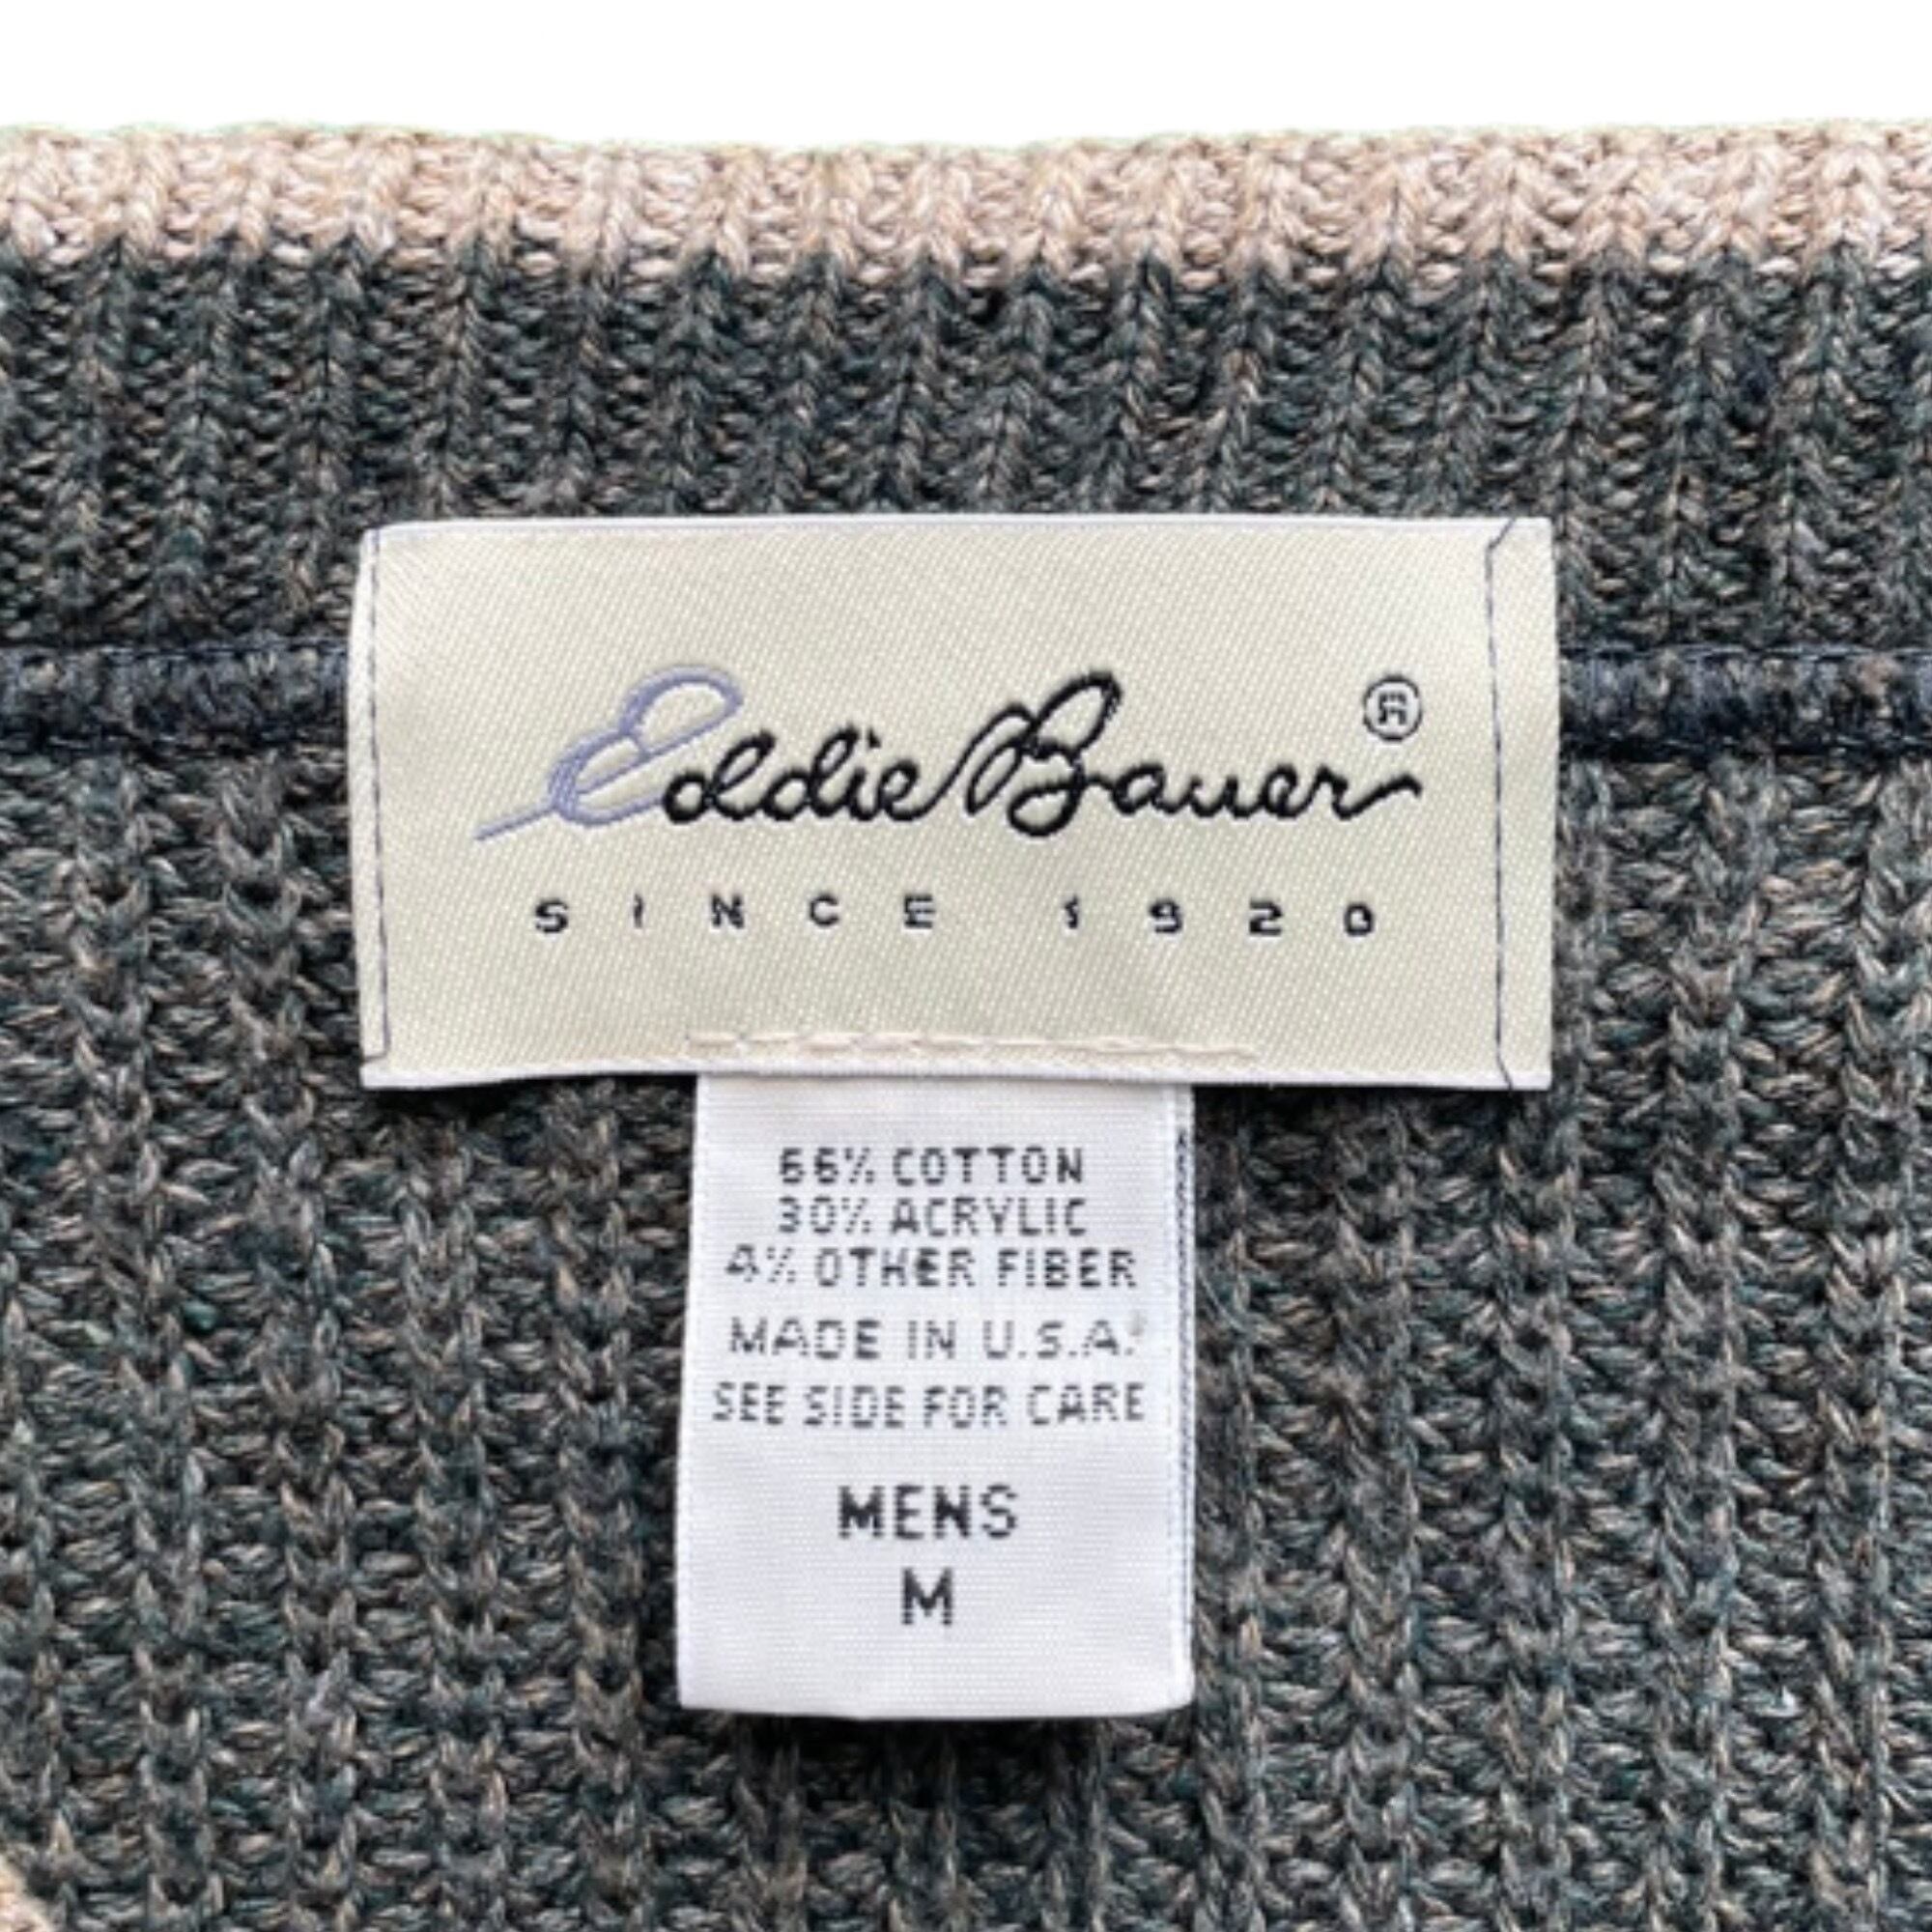 Eddie Bauer ®
SINCE 1920
66% COTTON
30% ACRYLIC
4% OTHER FIBER
MADE IN U.S.A.
SEE SIDE FOR CARE
MENS
M